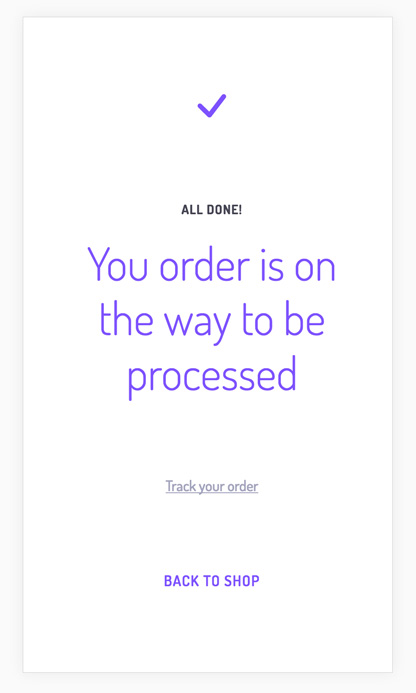 ALL DONE!
You order is on
the way to be
processed
Track your order
BACK TO SHOP